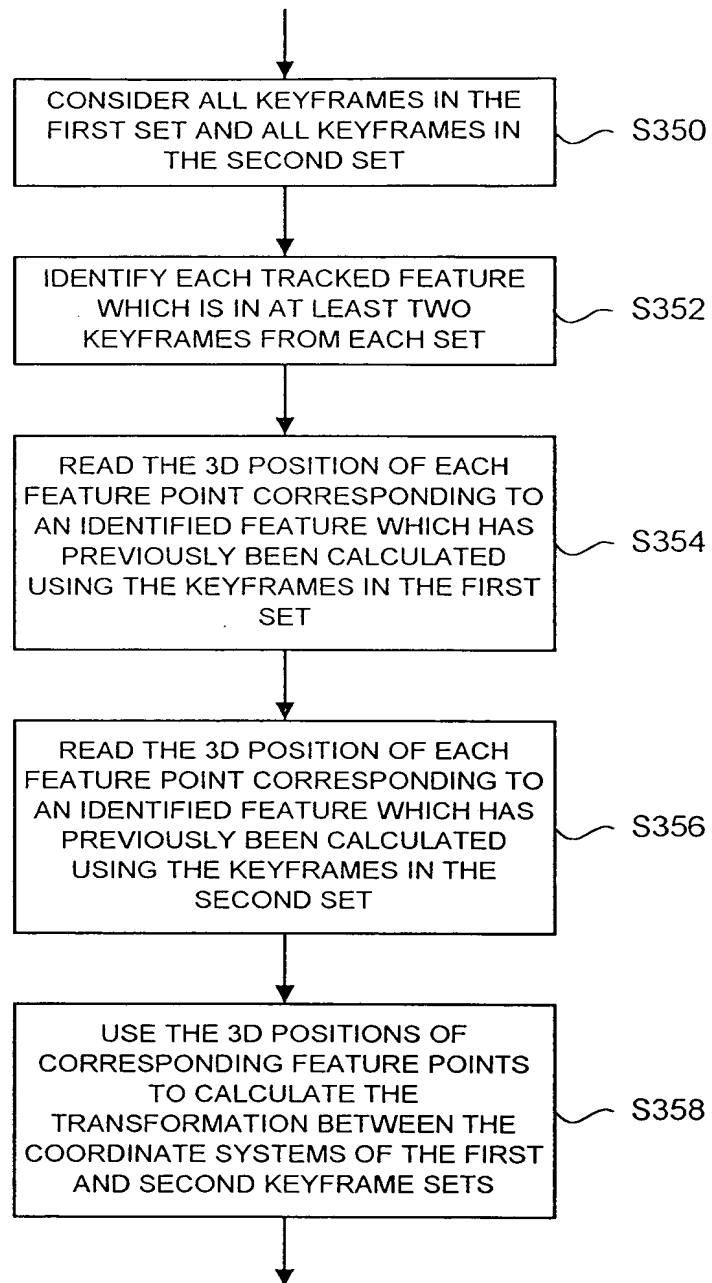 CONSIDER ALL KEYFRAMES IN THE
FIRST SET AND ALL KEYFRAMES IN
THE SECOND SET
S350
IDENTIFY EACH TRACKED FEATURE
WHICH IS IN AT LEAST TWO
KEYFRAMES FROM EACH SET
S352
READ THE 3D POSITION OF EACH
FEATURE POINT CORRESPONDING TO
AN IDENTIFIED FEATURE WHICH HAS
PREVIOUSLY BEEN CALCULATED
USING THE KEYFRAMES IN THE FIRST
SET
S354
READ THE 3D POSITION OF EACH
FEATURE POINT CORRESPONDING TO
AN IDENTIFIED FEATURE WHICH HAS
PREVIOUSLY BEEN CALCULATED
USING THE KEYFRAMES IN THE
SECOND SET
S356
USE THE 3D POSITIONS OF
CORRESPONDING FEATURE POINTS
TO CALCULATE THE
TRANSFORMATION BETWEEN THE
COORDINATE SYSTEMS OF THE FIRST
AND SECOND KEYFRAME SETS
S358